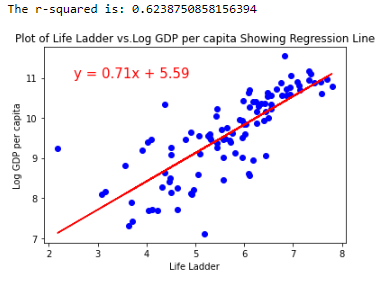 The r-squared is: 0.6238750858156394
Plot of Life Ladder vs.Log GDP per capita Showing Regression Line
y = 0.71x + 5.59
Log GDP per capita
11
10
9
8
7
2 3 4 5 6 7 8
Life Ladder